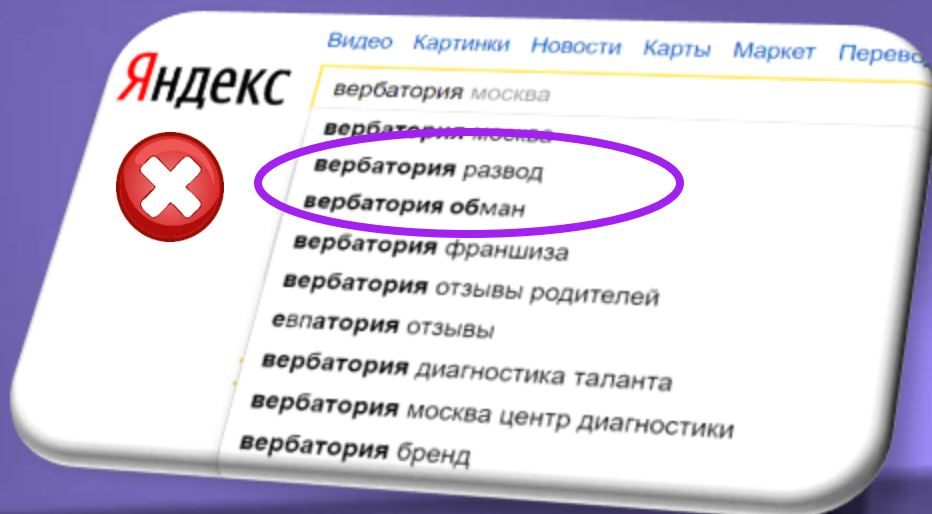 Видео Картинки Новости Карты Маркет Перево
Яндекс
вербатория москва
вербатория москва
вербатория развод
вербатория обман
вербатория франшиза
вербатория отзывы родителей
евпатория отзывы
вербатория диагностика таланта
вербатория москва центр диагностики
вербатория бренд